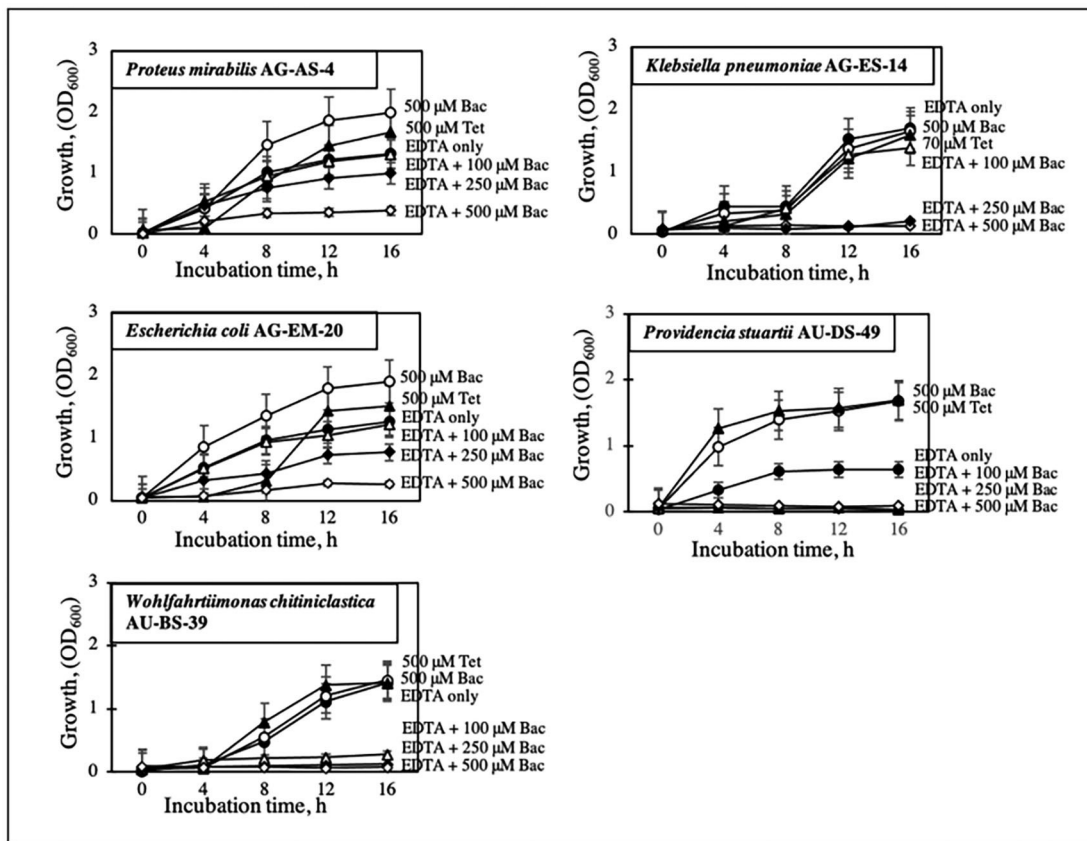 Proteus mirabilis AG-AS-4
Growth, (OD600)
3
2
1
0
0 4 8 12 16
Incubation time, h
500 µM Bac
500 µM Tet
EDTA only
EDTA + 100 µM Bac
EDTA + 250 µM Bac
EDTA + 500 µM Bac
Klebsiella pneumoniae AG-ES-14
Growth, (OD600)
3
2
1
0
0 4 8 12 16
Incubation time, h
EDTA only
500 µM Bac
70 µM Tet
EDTA + 100 µM Bac
EDTA + 250 µM Bac
EDTA + 500 µM Bac
Escherichia coli AG-EM-20
Growth, (OD600)
3
2
1
0
0 4 8 12 16
Incubation time, h
500 µM Bac
500 µM Tet
EDTA only
EDTA + 100 µM Bac
EDTA + 250 µM Bac
EDTA + 500 µM Bac
Providencia stuartii AU-DS-49
Growth, (OD600)
3
2
1
0
0 4 8 12 16
Incubation time, h
500 µM Bac
500 µM Tet
EDTA only
EDTA + 100 µM Bac
EDTA + 250 µM Bac
EDTA + 500 µM Bac
Wohlfahrtiimonas chitiniclastica
AU-BS-39
Growth, (OD600)
3
2
1
0
0 4 8 12 16
Incubation time, h
500 µM Tet
500 µM Bac
EDTA only
EDTA + 100 µM Bac
EDTA + 250 µM Bac
EDTA + 500 µM Bac